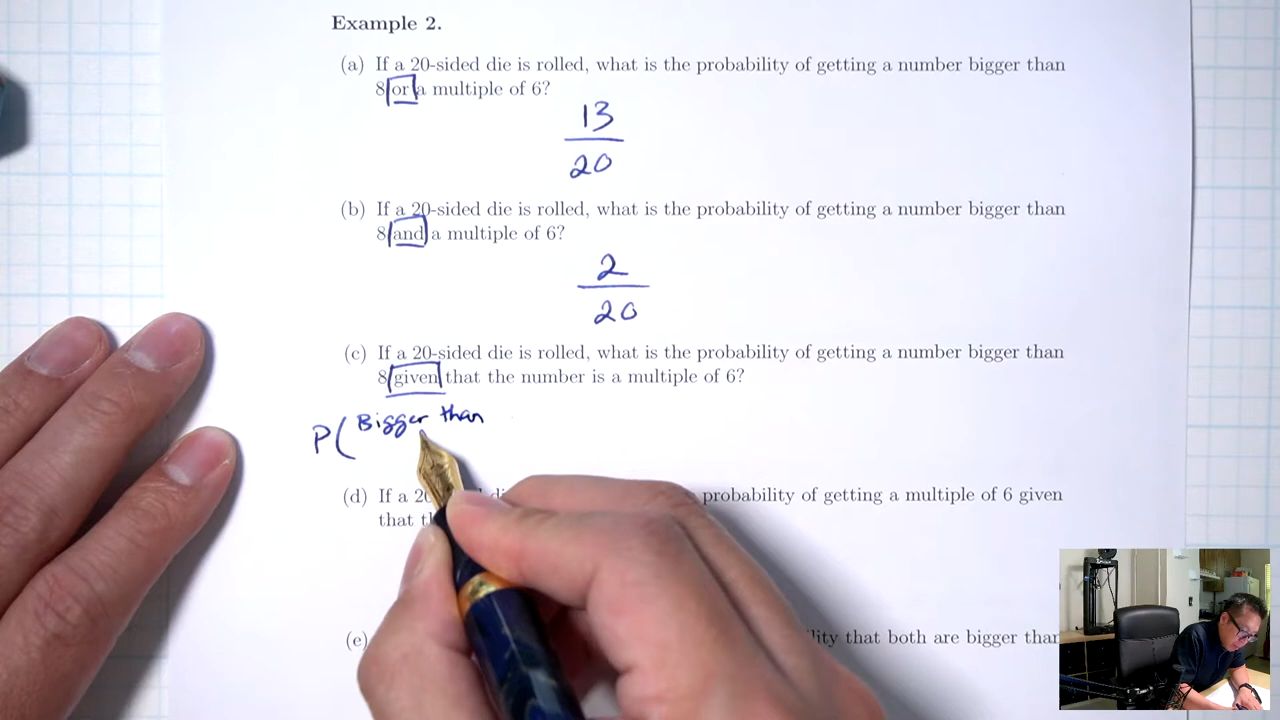 Example 2.
(a) If a 20-sided die is rolled, what is the probability of getting a number bigger than
8 or a multiple of 6?
13
20
(b) If a 20-sided die is rolled, what is the probability of getting a number bigger than
8 and a multiple of 6?
2
20
(c) If a 20-sided die is rolled, what is the probability of getting a number bigger than
8 given that the number is a multiple of 6?
P( Bigger than
(d) If a probability of getting a multiple of 6 given
that
(e) that both are bigger than